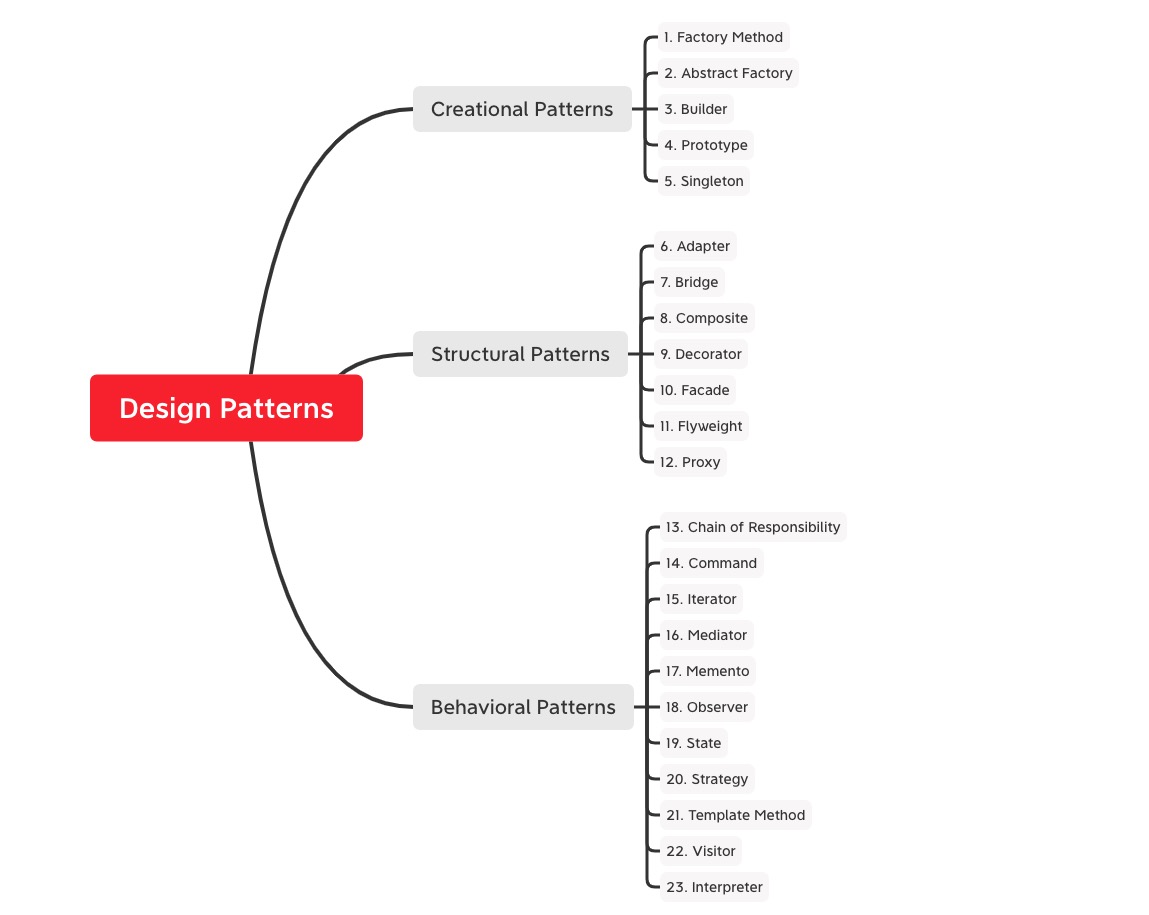 Design Patterns
Creational Patterns
1. Factory Method
2. Abstract Factory
3. Builder
4. Prototype
5. Singleton
Structural Patterns
6. Adapter
7. Bridge
8. Composite
9. Decorator
10. Facade
11. Flyweight
12. Proxy
Behavioral Patterns
13. Chain of Responsibility
14. Command
15. Iterator
16. Mediator
17. Memento
18. Observer
19. State
20. Strategy
21. Template Method
22. Visitor
23. Interpreter